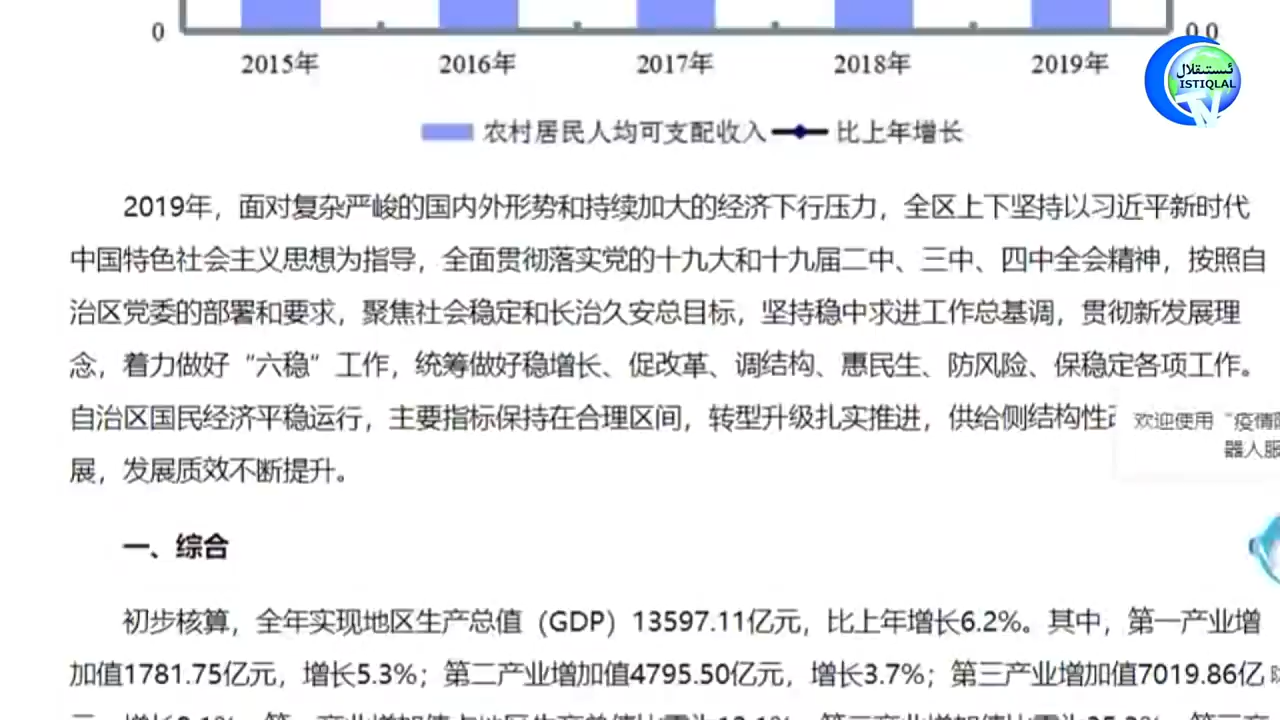 0
0.0
2015年 2016年 2017年 2018年 2019年
ئىستىقلال
ISTIQLAL
TV
农村居民人均可支配收入 比上年增长
2019年，面对复杂严峻的国内外形势和持续加大的经济下行压力，全区上下坚持以习近平新时代
中国特色社会主义思想为指导，全面贯彻落实党的十九大和十九届二中、三中、四中全会精神，按照自
治区党委的部署和要求，聚焦社会稳定和长治久安总目标，坚持稳中求进工作总基调，贯彻新发展理
念，着力做好“六稳”工作，统筹做好稳增长、促改革、调结构、惠民生、防风险、保稳定各项工作。
自治区国民经济平稳运行，主要指标保持在合理区间，转型升级扎实推进，供给侧结构性
欢迎使用“疫情
器人服
展，发展质效不断提升。
一、综合
初步核算，全年实现地区生产总值（GDP）13597.11亿元，比上年增长6.2%。其中，第一产业增
加值1781.75亿元，增长5.3%；第二产业增加值4795.50亿元，增长3.7%；第三产业增加值7019.86亿